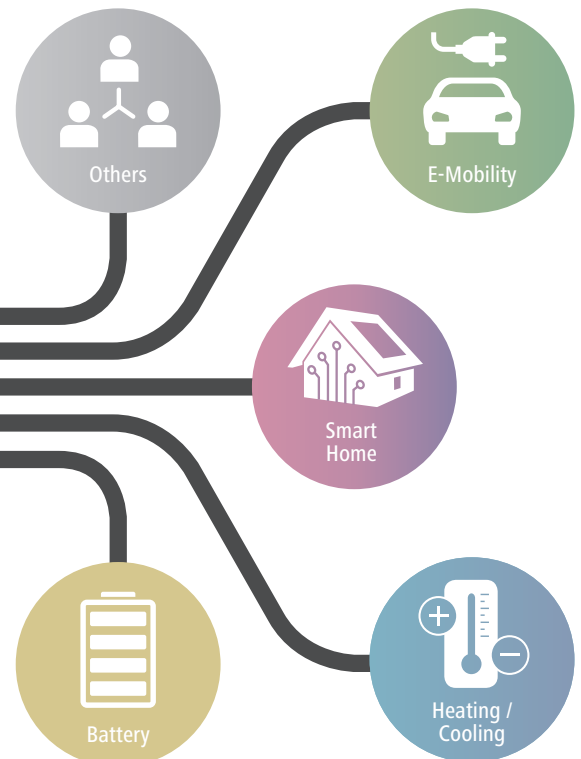 Others
E-Mobility
Smart
Home
Battery
Heating /
Cooling